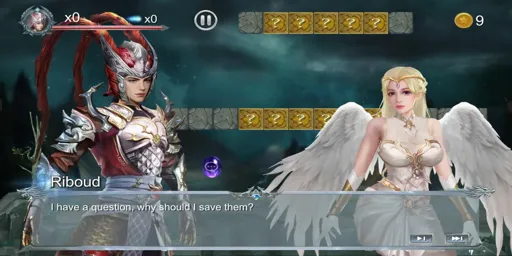 x0
x0
9
? ? ? ? ?
? ? ? ? ?
Riboud
I have a question, why should I save them?